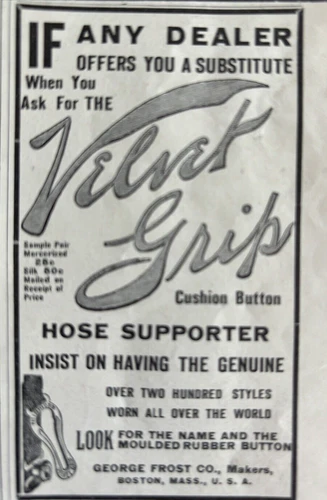 IF ANY DEALER
OFFERS YOU A SUBSTITUTE
When You
Ask For THE
Velvet
Grip
Sample Pair
Mercerized
25c
Silk 50c
Mailed on
Receipt of
Price
Cushion Button
HOSE SUPPORTER
INSIST ON HAVING THE GENUINE
OVER TWO HUNDRED STYLES
WORN ALL OVER THE WORLD
LOOK FOR THE NAME AND THE
MOULDED RUBBER BUTTON
GEORGE FROST CO., Makers,
BOSTON, MASS., U. S. A.